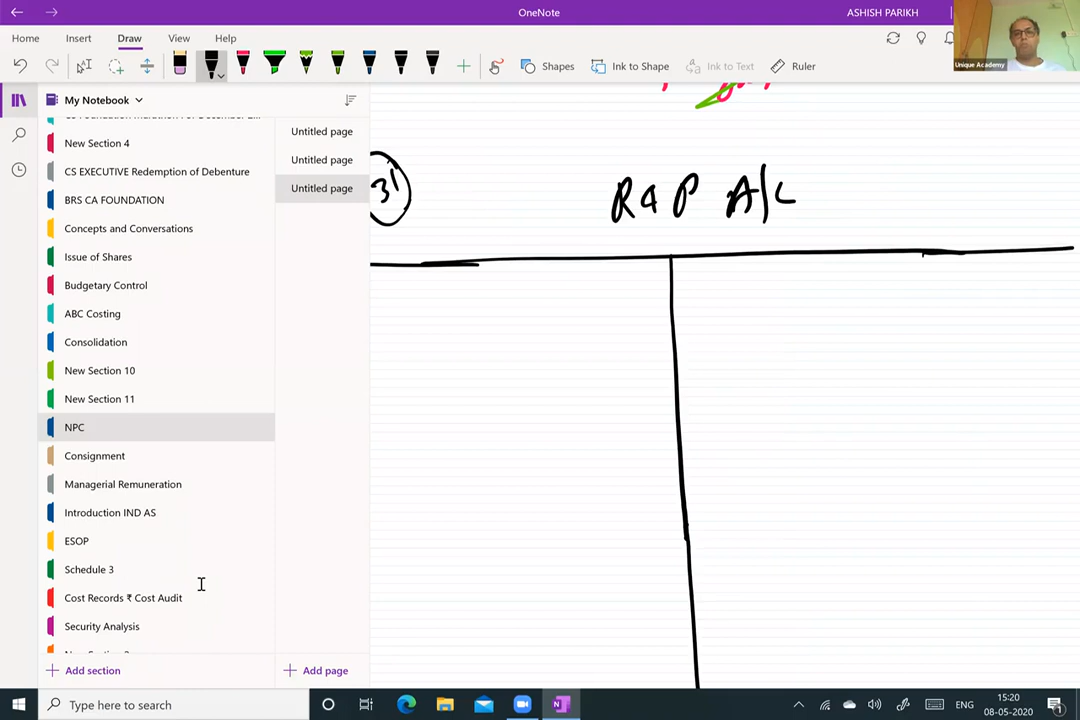 OneNote
ASHISH PARIKH
Home Insert Draw View Help
Unique Academy
Shapes Ink to Shape Ink to Text Ruler
My Notebook
New Section 4
CS EXECUTIVE Redemption of Debenture
BRS CA FOUNDATION
Concepts and Conversations
Issue of Shares
Budgetary Control
ABC Costing
Consolidation
New Section 10
New Section 11
NPC
Consignment
Managerial Remuneration
Introduction IND AS
ESOP
Schedule 3
Cost Records ₹ Cost Audit
Security Analysis
Add section
Untitled page
Untitled page
Untitled page
Add page
31
R & P A/C
Type here to search
ENG
15:20
08-05-2020
1